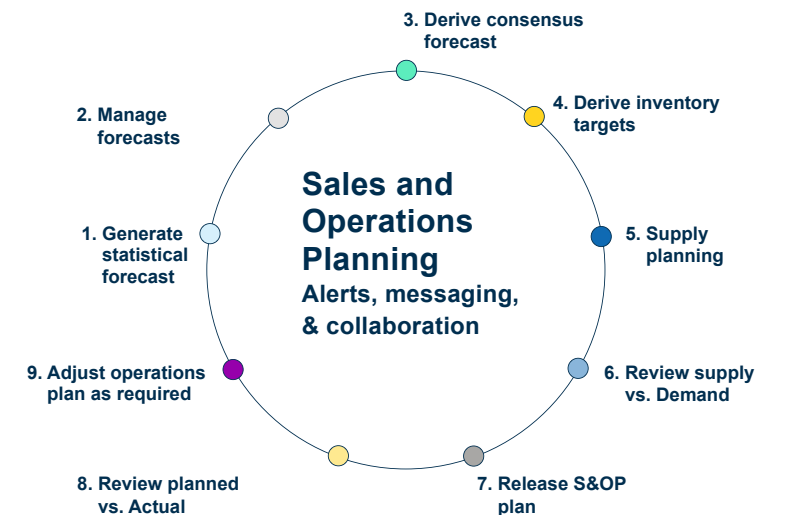 3. Derive consensus
forecast
4. Derive inventory
targets
2. Manage
forecasts
Sales and
Operations
Planning
Alerts, messaging,
& collaboration
1. Generate
statistical
forecast
5. Supply
planning
9. Adjust operations
plan as required
6. Review supply
vs. Demand
8. Review planned
vs. Actual
7. Release S&OP
plan